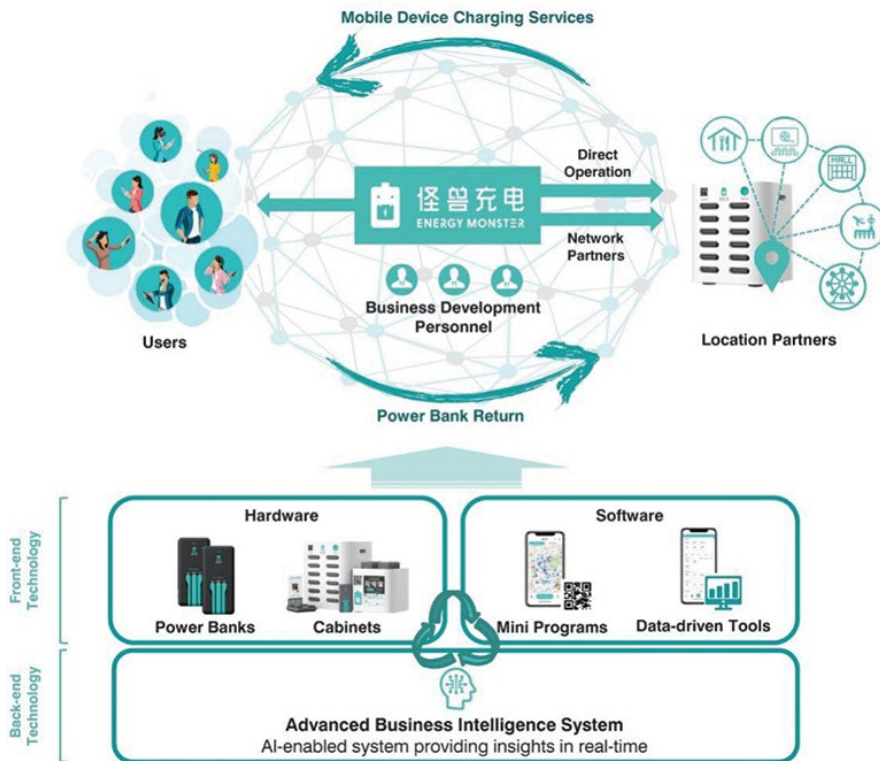 Mobile Device Charging Services
Direct
Operation
怪兽充电
ENERGY MONSTER
Network
Partners
MALL
Business Development
Personnel
Users
Location Partners
Power Bank Return
Front-end
Technology
Hardware
Software
Power Banks
Cabinets
Mini Programs
Data-driven Tools
Back-end
Technology
Advanced Business Intelligence System
AI-enabled system providing insights in real-time